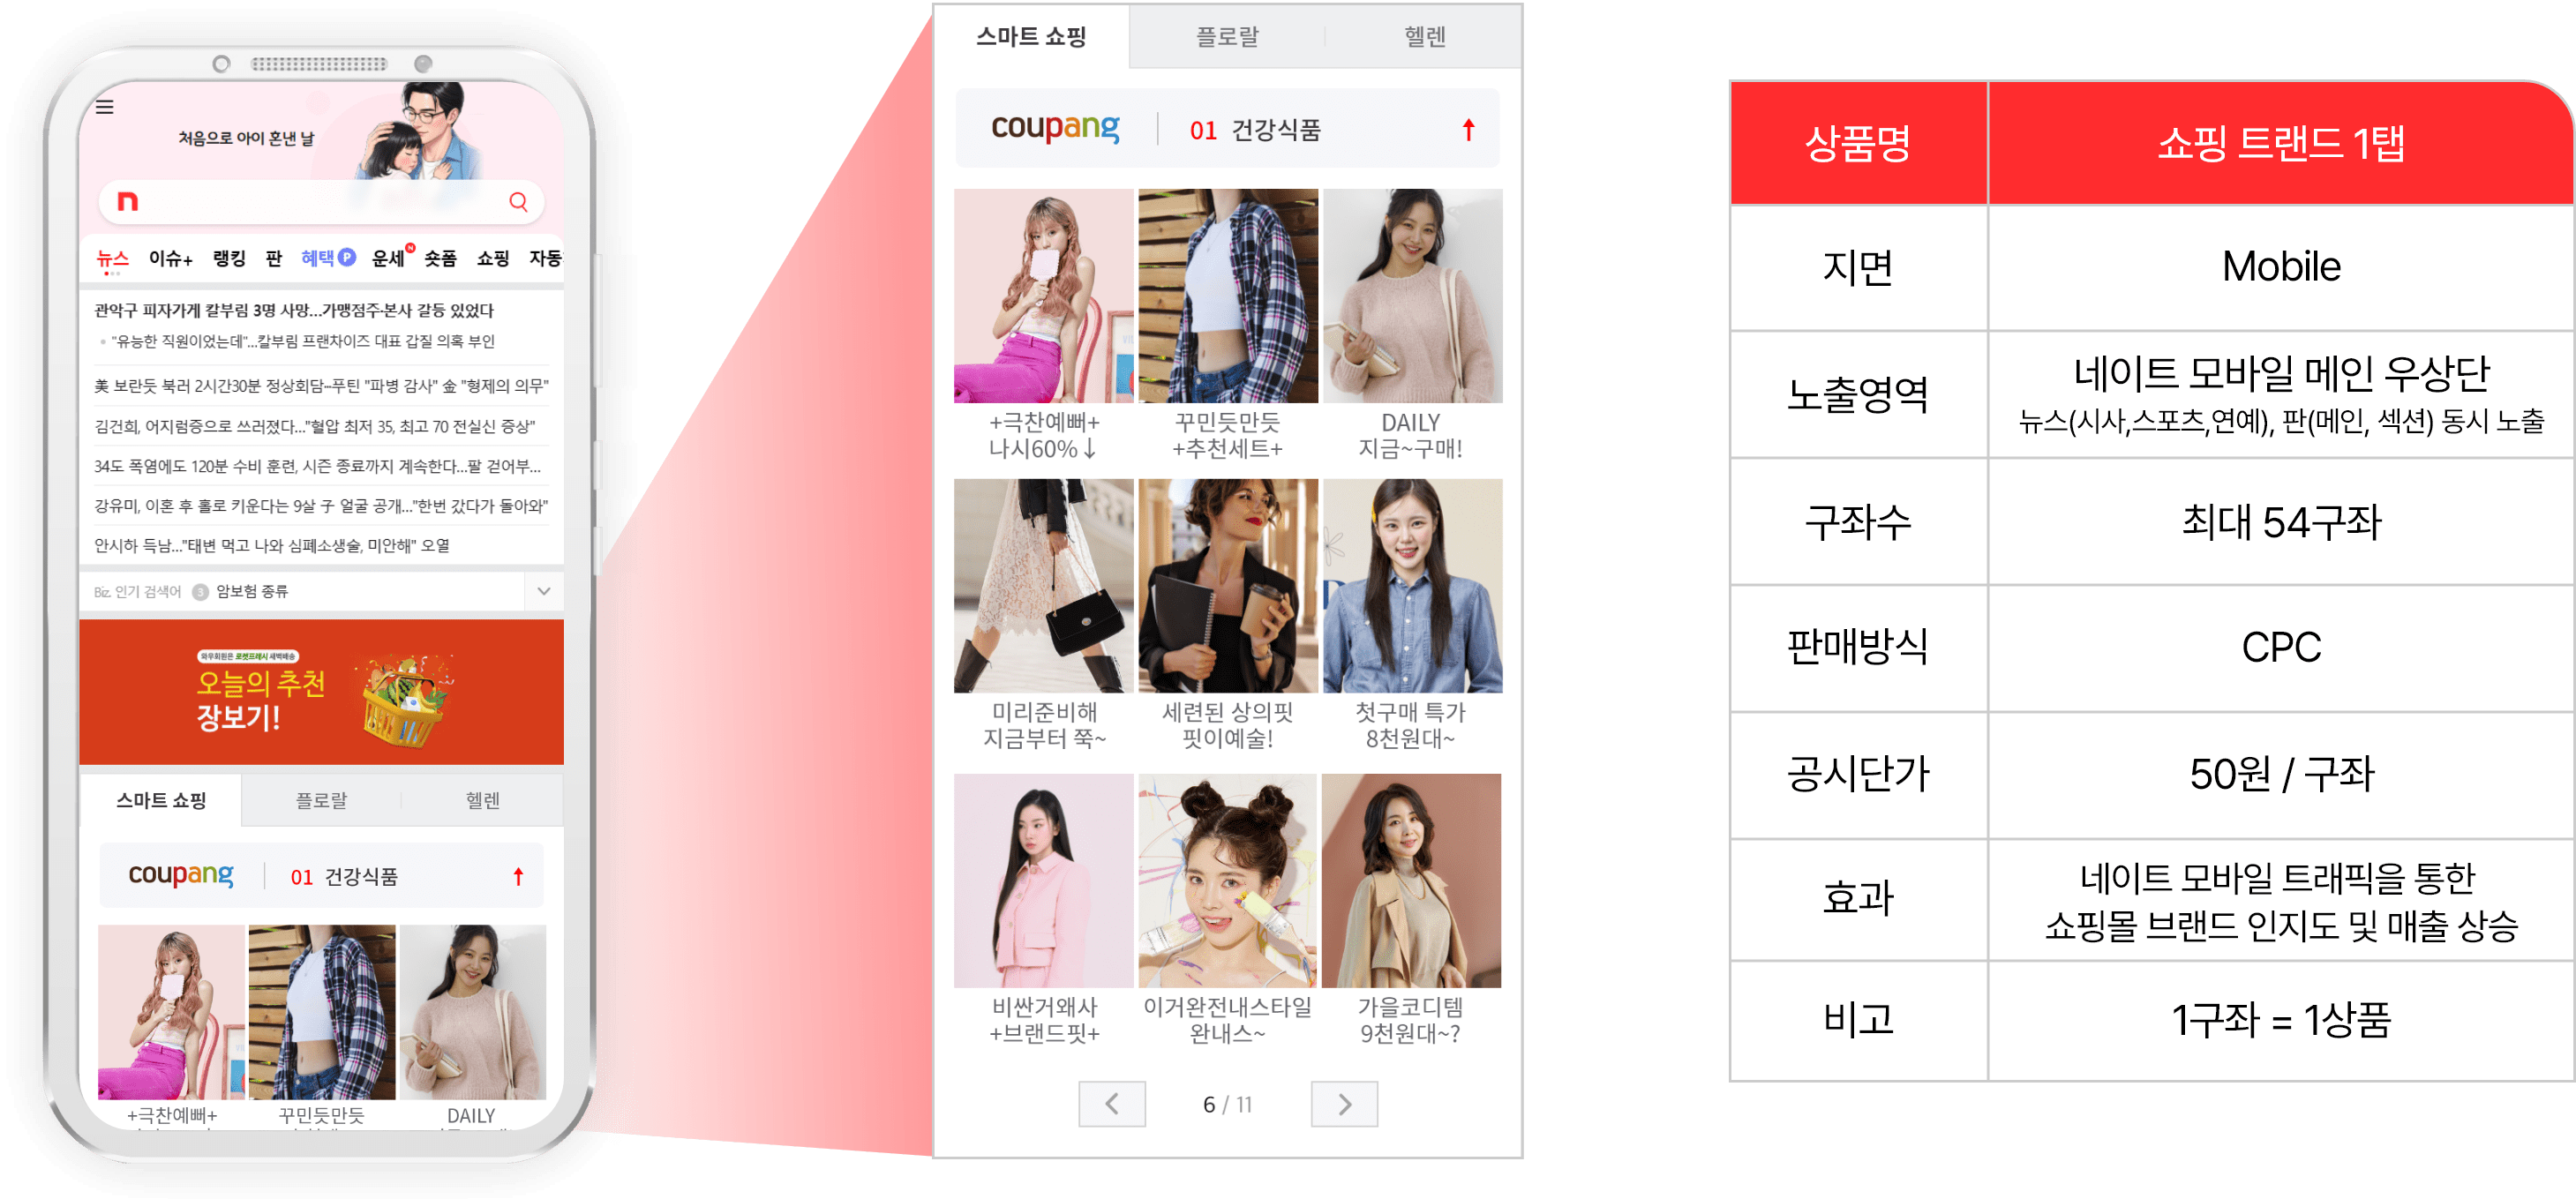 처음으로 아이 혼낸 날
n
뉴스 이슈+ 랭킹 판 혜택 P 운세 N 숏폼 쇼핑 자동
관악구 피자가게 칼부림 3명 사망...가맹점주·본사 갈등 있었다
"유능한 직원이었는데"...칼부림 프랜차이즈 대표 갑질 의혹 부인
美 보란듯 북러 2시간30분 정상회담…푸틴 "파병 감사" 金 "형제의 의무"
김건희, 어지럼증으로 쓰러졌다..."혈압 최저 35, 최고 70 전실신 증상"
34도 폭염에도 120분 수비 훈련, 시즌 종료까지 계속한다...팔 걷어부...
강유미, 이혼 후 홀로 키운다는 9살 子 얼굴 공개..."한번 갔다가 돌아와"
안시하 득남..."태변 먹고 나와 심폐소생술, 미안해" 오열
Biz. 인기 검색어 3 암보험 종류
와우회원은 로켓프레시 새벽배송
오늘의 추천
장보기!
스마트 쇼핑 플로랄 헬렌
coupang 01 건강식품 ↑
+극찬예뻐+ 꾸민듯만듯 DAILY
스마트 쇼핑 플로랄 헬렌
coupang 01 건강식품 ↑
+극찬예뻐+ 꾸민듯만듯 DAILY
나시60%↓ +추천세트+ 지금~구매!
미리준비해 세련된 상의핏 첫구매 특가
지금부터 쭉~ 핏이예술! 8천원대~
비싼거왜사 이거완전내스타일 가을코디템
+브랜드핏+ 완내스~ 9천원대~?
6 / 11
상품명 쇼핑 트랜드 1탭
지면 Mobile
노출영역 네이트 모바일 메인 우상단
뉴스(시사,스포츠,연예), 판(메인, 섹션) 동시 노출
구좌수 최대 54구좌
판매방식 CPC
공시단가 50원 / 구좌
효과 네이트 모바일 트래픽을 통한
쇼핑몰 브랜드 인지도 및 매출 상승
비고 1구좌 = 1상품